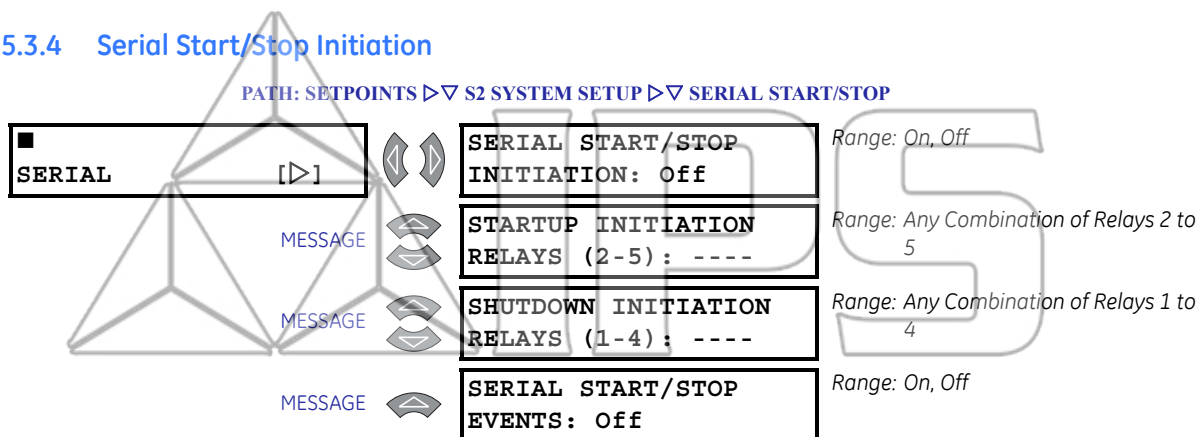 5.3.4 Serial Start/Stop Initiation
PATH: SETPOINTS ▷▽ S2 SYSTEM SETUP ▷▽ SERIAL START/STOP
■
SERIAL [▷]
SERIAL START/STOP
INITIATION: Off
Range: On, Off
MESSAGE
STARTUP INITIATION
RELAYS (2-5): ----
Range: Any Combination of Relays 2 to
5
MESSAGE
SHUTDOWN INITIATION
RELAYS (1-4): ----
Range: Any Combination of Relays 1 to
4
MESSAGE
SERIAL START/STOP
EVENTS: Off
Range: On, Off
IPS